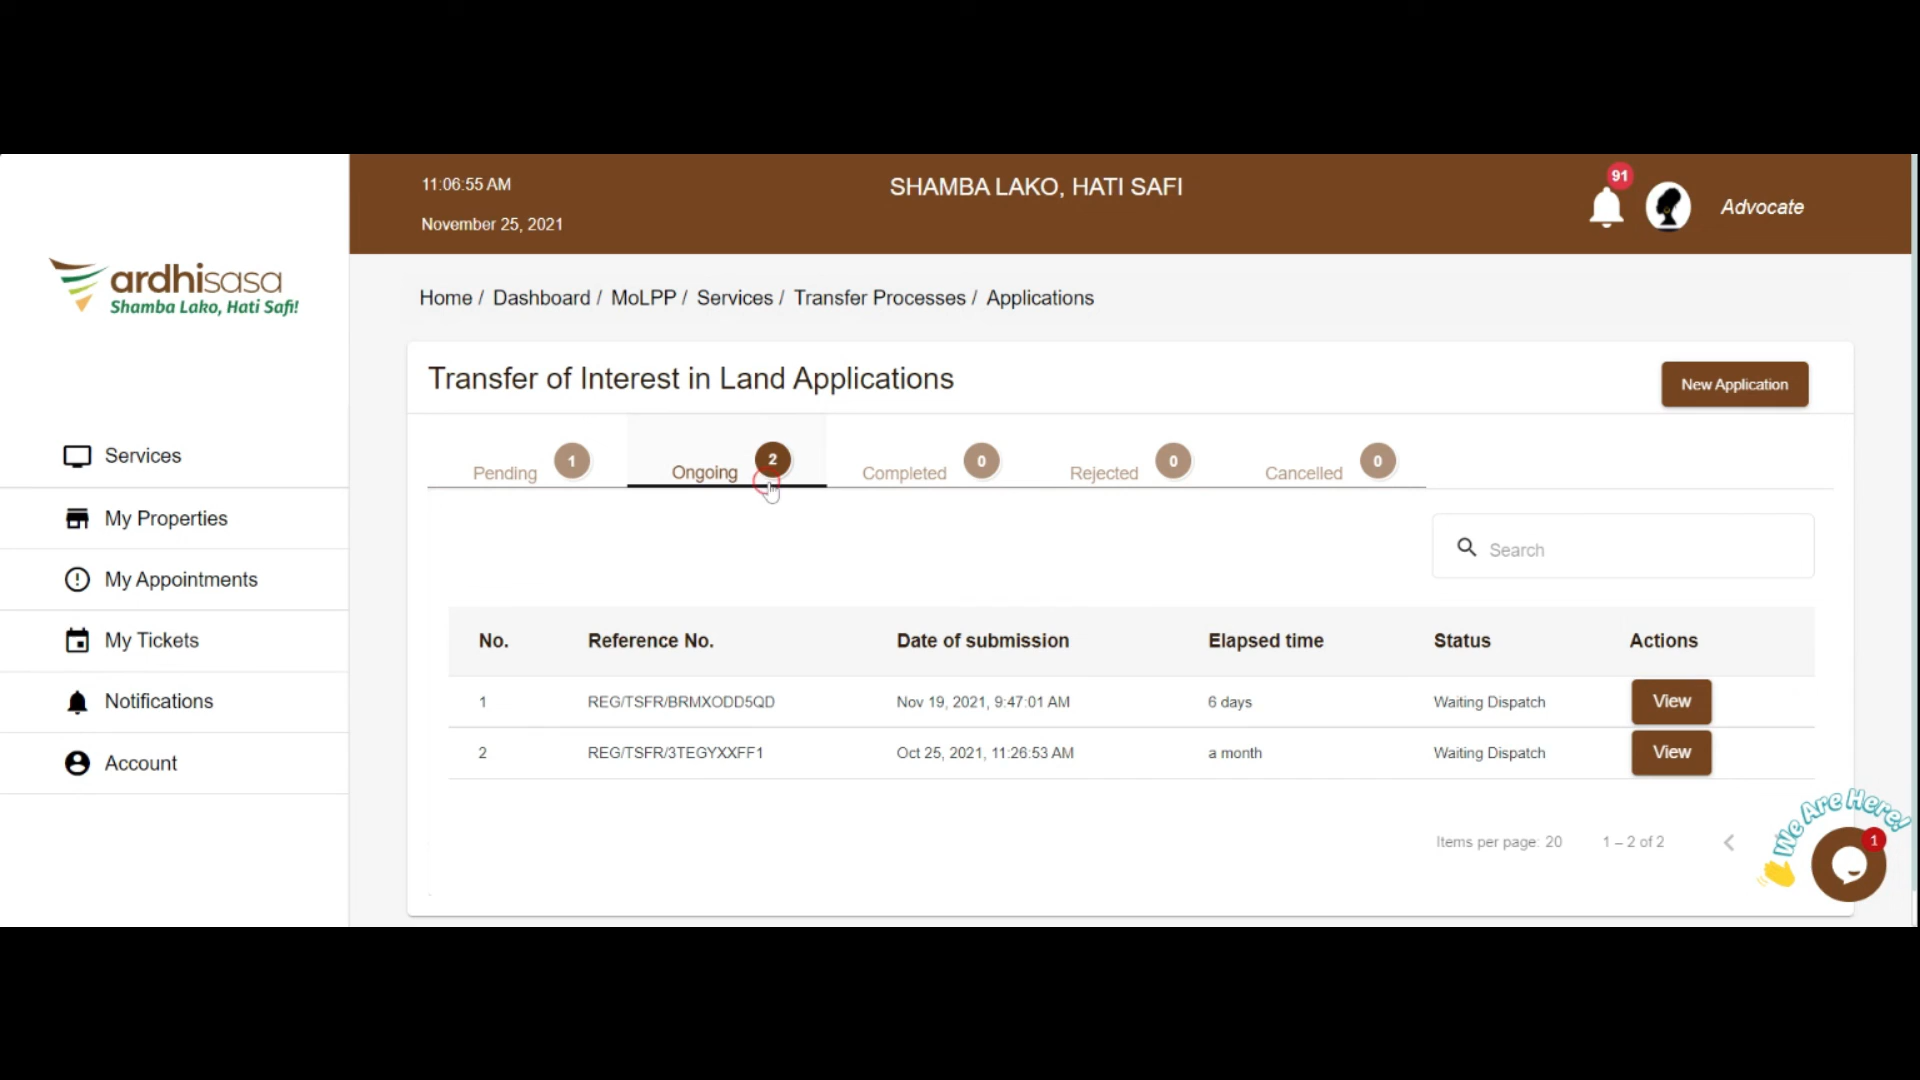 11:06:55 AM
November 25, 2021
SHAMBA LAKO, HATI SAFI
91
Advocate
ardhisasa
Shamba Lako, Hati Safi!
Home / Dashboard / MoLPP / Services / Transfer Processes / Applications
Transfer of Interest in Land Applications
New Application
Pending 1 Ongoing 2 Completed 0 Rejected 0 Cancelled 0
Services
My Properties
My Appointments
My Tickets
Notifications
Account
Search
No. Reference No. Date of submission Elapsed time Status Actions
1 REG/TSFR/BRMXODD5QD Nov 19, 2021, 9:47:01 AM 6 days Waiting Dispatch View
2 REG/TSFR/3TEGYXXFF1 Oct 25, 2021, 11:26:53 AM a month Waiting Dispatch View
Items per page: 20 1 – 2 of 2
We Are Here!
1